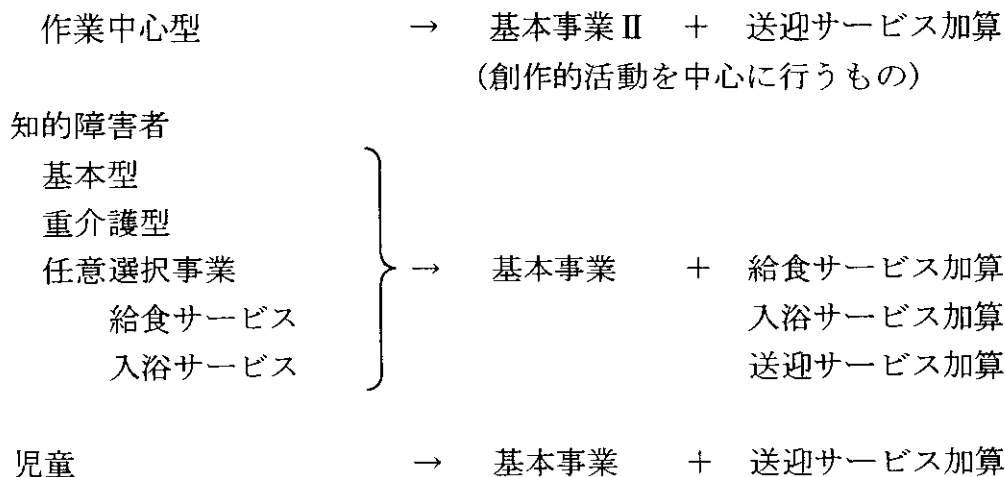 作業中心型 → 基本事業Ⅱ + 送迎サービス加算
(創作的活動を中心に行うもの)
知的障害者
基本型
重介護型
任意選択事業 → 基本事業 + 給食サービス加算
給食サービス 入浴サービス加算
入浴サービス 送迎サービス加算
児童 → 基本事業 + 送迎サービス加算